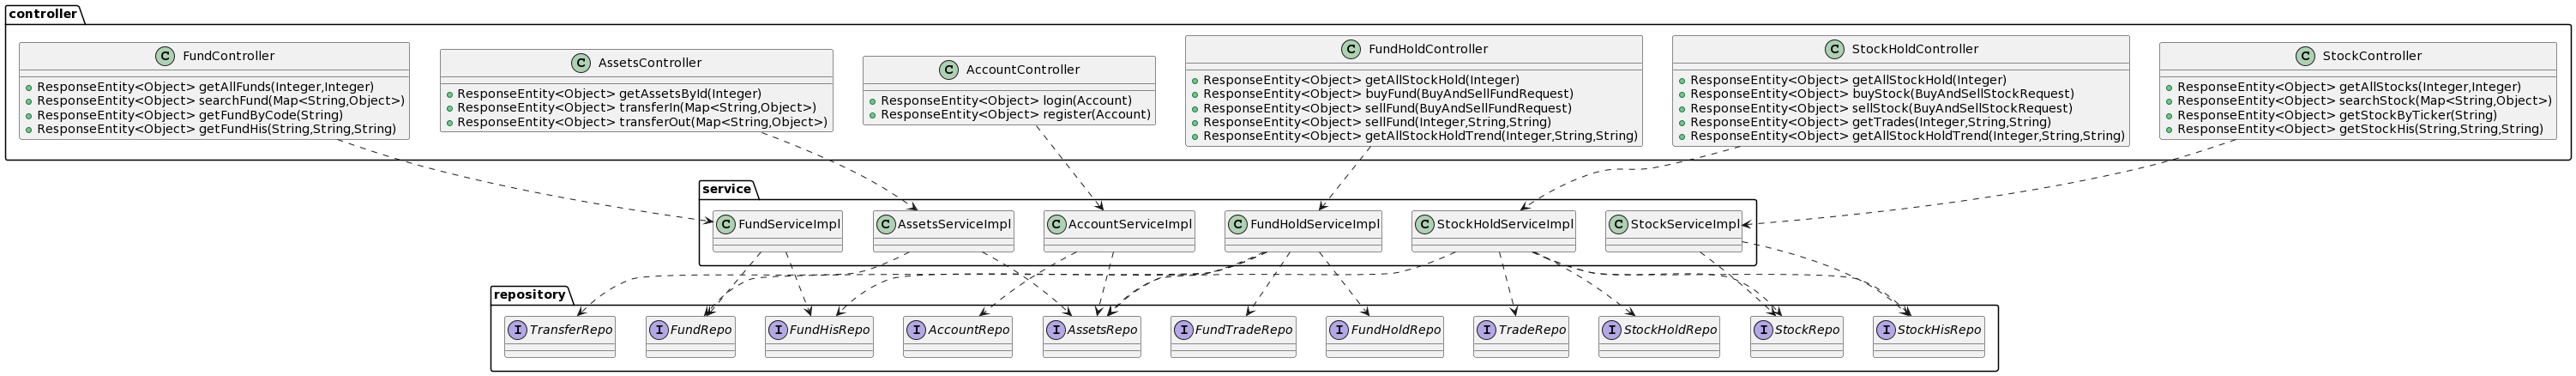 controller
FundController
ResponseEntity<Object> getAllFunds(Integer,Integer)
ResponseEntity<Object> searchFund(Map<String,Object>)
ResponseEntity<Object> getFundByCode(String)
ResponseEntity<Object> getFundHis(String,String,String)
AssetsController
ResponseEntity<Object> getAssetsById(Integer)
ResponseEntity<Object> transferIn(Map<String,Object>)
ResponseEntity<Object> transferOut(Map<String,Object>)
AccountController
ResponseEntity<Object> login(Account)
ResponseEntity<Object> register(Account)
FundHoldController
ResponseEntity<Object> getAllStockHold(Integer)
ResponseEntity<Object> buyFund(BuyAndSellFundRequest)
ResponseEntity<Object> sellFund(BuyAndSellFundRequest)
ResponseEntity<Object> sellFund(Integer,String,String)
ResponseEntity<Object> getAllStockHoldTrend(Integer,String,String)
StockHoldController
ResponseEntity<Object> getAllStockHold(Integer)
ResponseEntity<Object> buyStock(BuyAndSellStockRequest)
ResponseEntity<Object> sellStock(BuyAndSellStockRequest)
ResponseEntity<Object> getTrades(Integer,String,String)
ResponseEntity<Object> getAllStockHoldTrend(Integer,String,String)
StockController
ResponseEntity<Object> getAllStocks(Integer,Integer)
ResponseEntity<Object> searchStock(Map<String,Object>)
ResponseEntity<Object> getStockByTicker(String)
ResponseEntity<Object> getStockHis(String,String,String)
service
C FundServiceImpl
C AssetsServiceImpl
C AccountServiceImpl
C FundHoldServiceImpl
C StockHoldServiceImpl
C StockServiceImpl
repository
I TransferRepo
I FundRepo
I FundHisRepo
I AccountRepo
I AssetsRepo
I FundTradeRepo
I FundHoldRepo
I TradeRepo
I StockHoldRepo
I StockRepo
I StockHisRepo